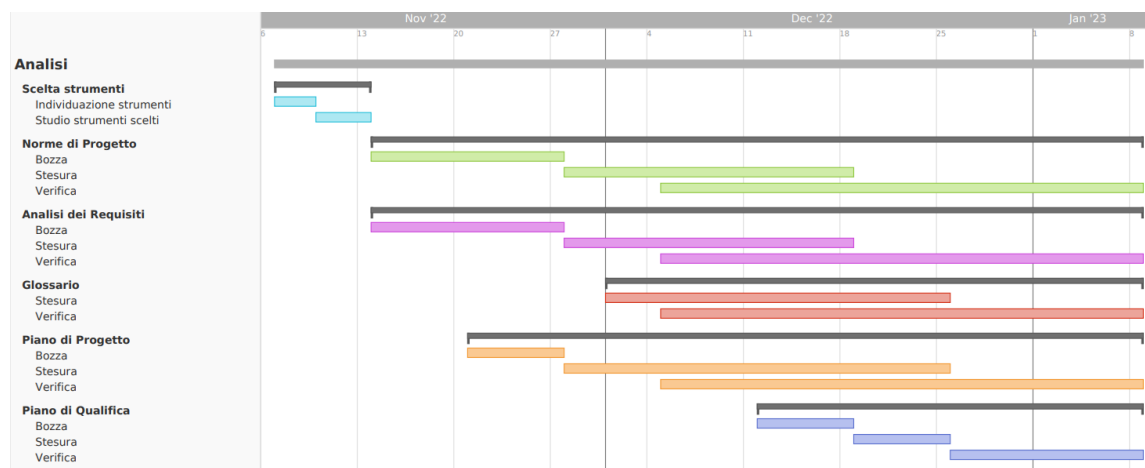 Nov '22 Dec '22 Jan '23
6 13 20 27 4 11 18 25 1 8
Analisi
Scelta strumenti
Individuazione strumenti
Studio strumenti scelti
Norme di Progetto
Bozza
Stesura
Verifica
Analisi dei Requisiti
Bozza
Stesura
Verifica
Glossario
Stesura
Verifica
Piano di Progetto
Bozza
Stesura
Verifica
Piano di Qualifica
Bozza
Stesura
Verifica